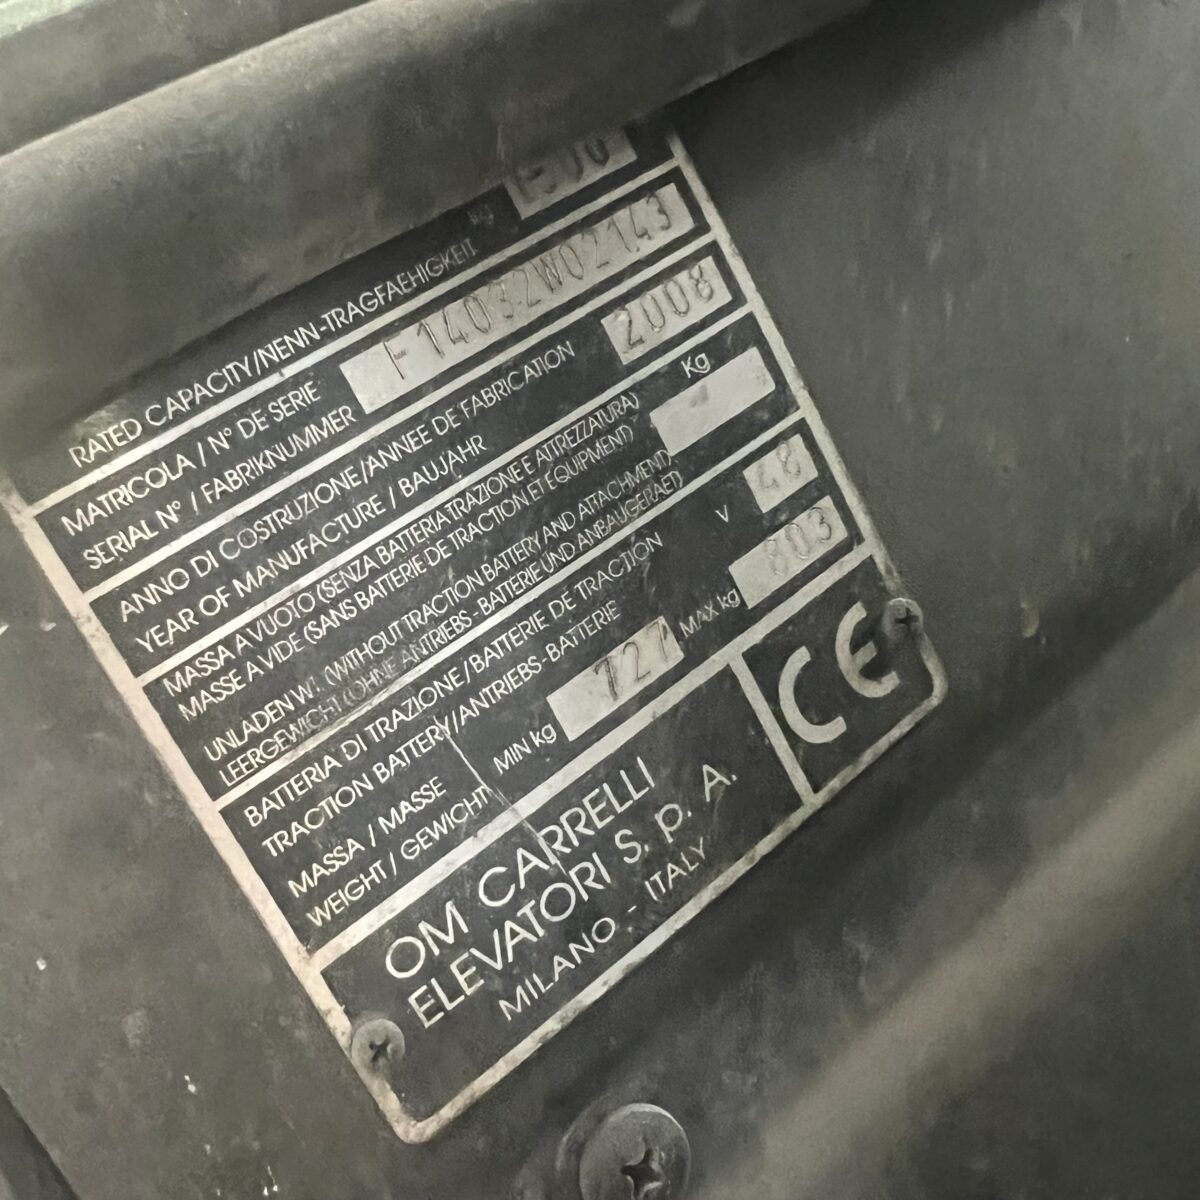 RATED CAPACITY/NENN-TRAGFAEHIGKEIT kg
MATRICOLA / N° DE SERIE
SERIAL N° / FABRIKNUMMER F14032W02143
ANNO DI COSTRUZIONE/ANNEE DE FABRICATION
YEAR OF MANUFACTURE / BAUJAHR 2008
MASSA A VUOTO (SENZA BATTERIA TRAZIONE E ATTREZZATURA) Kg
MASSE A VIDE (SANS BATTERIE DE TRACTION ET EQUIPMENT)
UNLADEN W. (WITHOUT TRACTION BATTERY AND ATTACHMENT)
LEERGEWICHT (OHNE ANTRIEBS - BATTERIE UND ANBAUGERAET)
BATTERIA DI TRAZIONE/BATTERIE DE TRACTION V 48
TRACTION BATTERY/ANTRIEBS-BATTERIE
MASSA / MASSE
WEIGHT / GEWICHT MIN kg 727 MAX kg 803
OM CARRELLI
ELEVATORI S. p. A.
MILANO - ITALY
CE